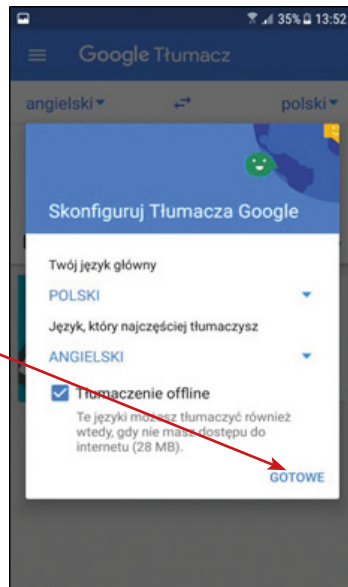 35% 13:52
Google Tłumacz
angielski polski
Skonfiguruj Tłumacza Google
Twój język główny
POLSKI
Język, który najczęściej tłumaczysz
ANGIELSKI
Tłumaczenie offline
Te języki możesz tłumaczyć również
wtedy, gdy nie masz dostępu do
internetu (28 MB).
GOTOWE